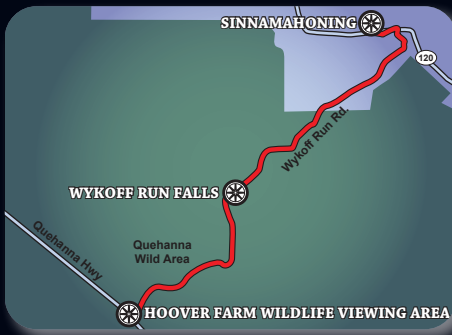 SINNAMAHONING
120
Wykoff Run Rd.
WYKOFF RUN FALLS
Quehanna
Wild Area
Quehanna Hwy
HOOVER FARM WILDLIFE VIEWING AREA